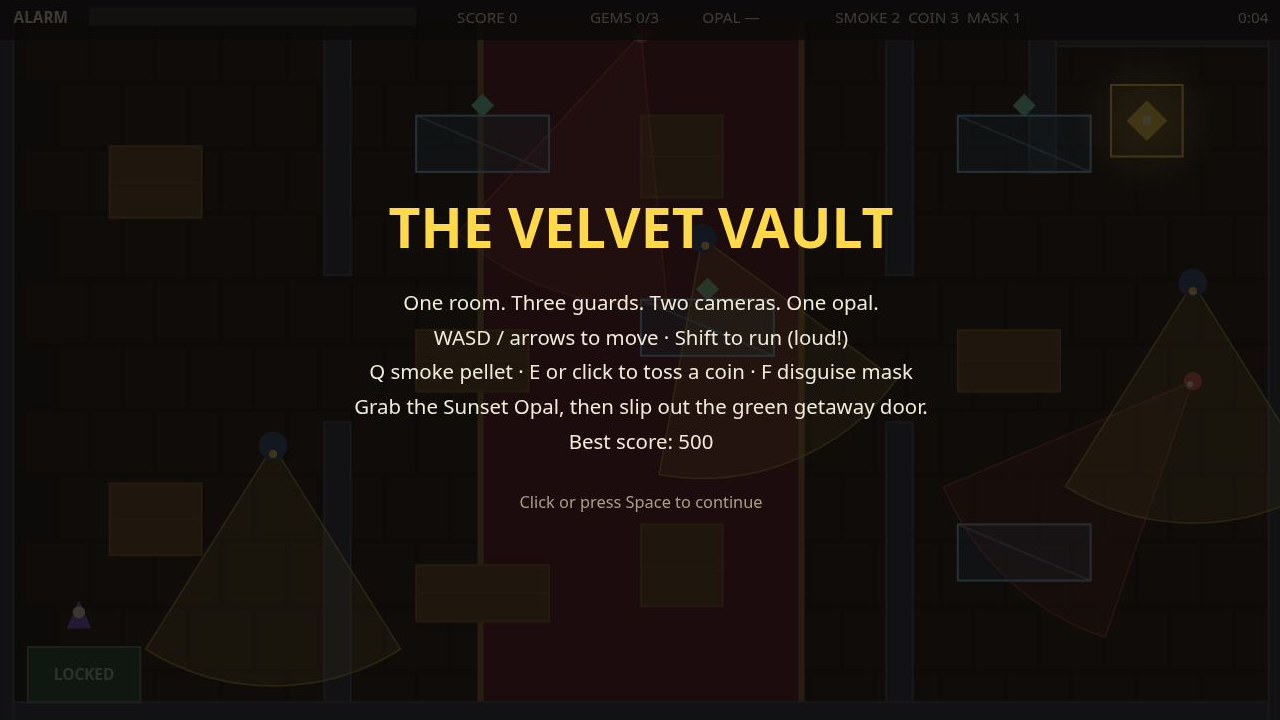 ALARM SCORE 0 GEMS 0/3 OPAL — SMOKE 2 COIN 3 MASK 1 0:04
THE VELVET VAULT
One room. Three guards. Two cameras. One opal.
WASD / arrows to move · Shift to run (loud!)
Q smoke pellet · E or click to toss a coin · F disguise mask
Grab the Sunset Opal, then slip out the green getaway door.
Best score: 500
Click or press Space to continue
LOCKED